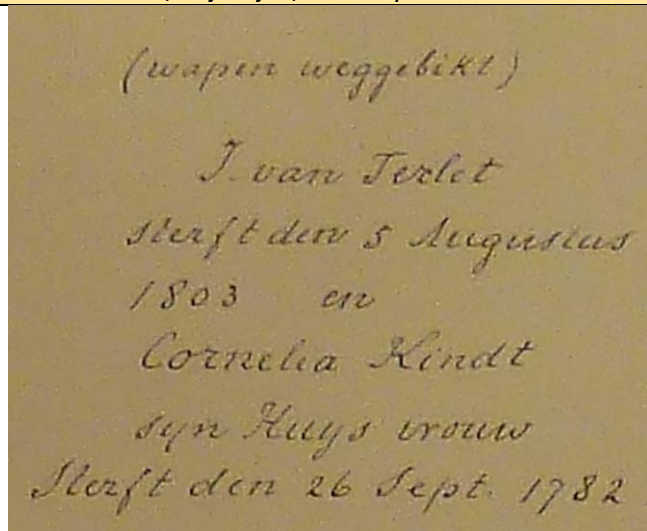 (wapen weggebikt)
J. van Terlet
sterft den 5 Augustus
1803 en
Cornelia Kindt
syn Huys vrouw
Sterft den 26 Sept. 1782